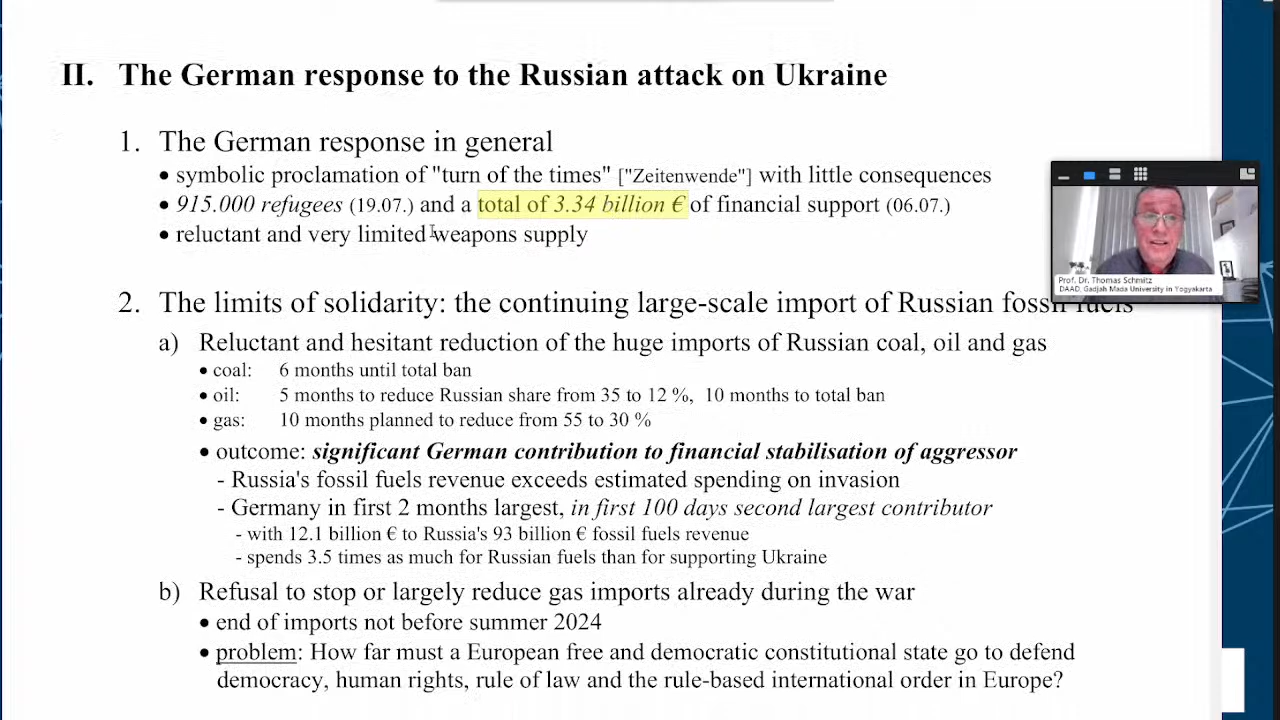 II. The German response to the Russian attack on Ukraine
1. The German response in general
• symbolic proclamation of "turn of the times" ["Zeitenwende"] with little consequences
• 915.000 refugees (19.07.) and a total of 3.34 billion € of financial support (06.07.)
• reluctant and very limited weapons supply
Prof. Dr. Thomas Schmitz
DAAD, Gadjah Mada University in Yogyakarta
2. The limits of solidarity: the continuing large-scale import of Russian fossil fuels
a) Reluctant and hesitant reduction of the huge imports of Russian coal, oil and gas
• coal: 6 months until total ban
• oil: 5 months to reduce Russian share from 35 to 12 %, 10 months to total ban
• gas: 10 months planned to reduce from 55 to 30 %
• outcome: significant German contribution to financial stabilisation of aggressor
- Russia's fossil fuels revenue exceeds estimated spending on invasion
- Germany in first 2 months largest, in first 100 days second largest contributor
- with 12.1 billion € to Russia's 93 billion € fossil fuels revenue
- spends 3.5 times as much for Russian fuels than for supporting Ukraine
b) Refusal to stop or largely reduce gas imports already during the war
• end of imports not before summer 2024
• problem: How far must a European free and democratic constitutional state go to defend
democracy, human rights, rule of law and the rule-based international order in Europe?